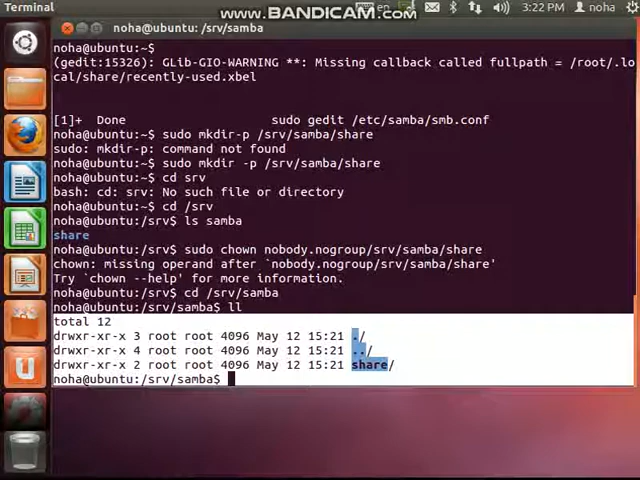 Terminal
www.BANDICAM.com
en
3:22 PM
noha
noha@ubuntu: /srv/samba
noha@ubuntu:~$
(gedit:15326): GLib-GIO-WARNING **: Missing callback called fullpath = /root/.lo
cal/share/recently-used.xbel
[1]+  Done                    sudo gedit /etc/samba/smb.conf
noha@ubuntu:~$ sudo mkdir-p /srv/samba/share
sudo: mkdir-p: command not found
noha@ubuntu:~$ sudo mkdir -p /srv/samba/share
noha@ubuntu:~$ cd srv
bash: cd: srv: No such file or directory
noha@ubuntu:~$ cd /srv
noha@ubuntu:/srv$ ls samba
share
noha@ubuntu:/srv$ sudo chown nobody.nogroup/srv/samba/share
chown: missing operand after `nobody.nogroup/srv/samba/share'
Try `chown --help' for more information.
noha@ubuntu:/srv$ cd /srv/samba
noha@ubuntu:/srv/samba$ ll
total 12
drwxr-xr-x 3 root root 4096 May 12 15:21 ./
drwxr-xr-x 4 root root 4096 May 12 15:21 ../
drwxr-xr-x 2 root root 4096 May 12 15:21 share/
noha@ubuntu:/srv/samba$